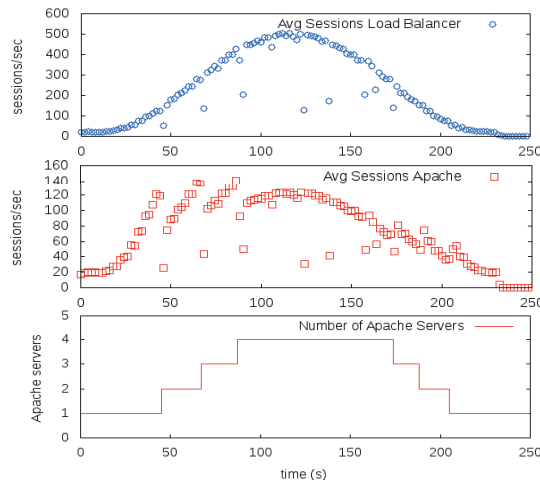 Avg Sessions Load Balancer
sessions/sec
600
500
400
300
200
100
0
0 50 100 150 200 250
Avg Sessions Apache
sessions/sec
160
140
120
100
80
60
40
20
0
0 50 100 150 200 250
Number of Apache Servers
Apache servers
5
4
3
2
1
0
0 50 100 150 200 250
time (s)